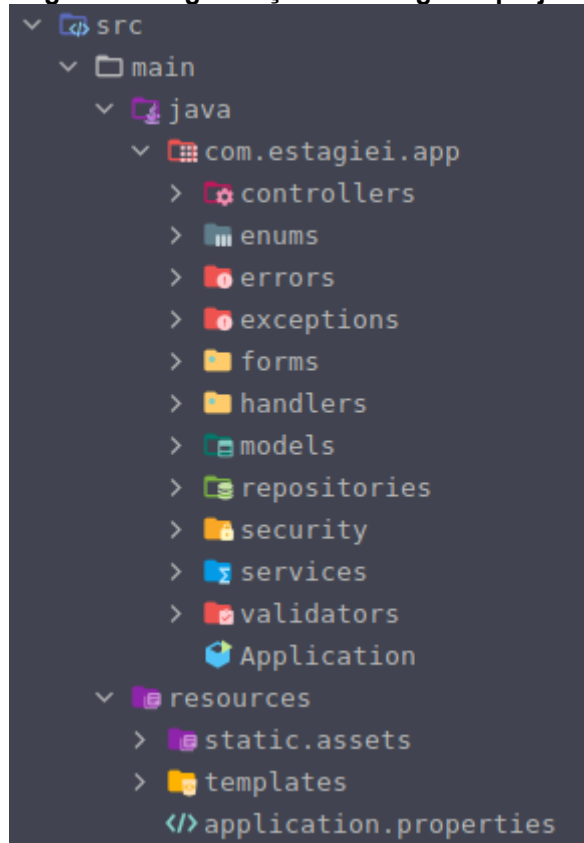 src
main
java
com.estagiei.app
controllers
enums
errors
exceptions
forms
handlers
models
repositories
security
services
validators
Application
resources
static.assets
templates
application.properties